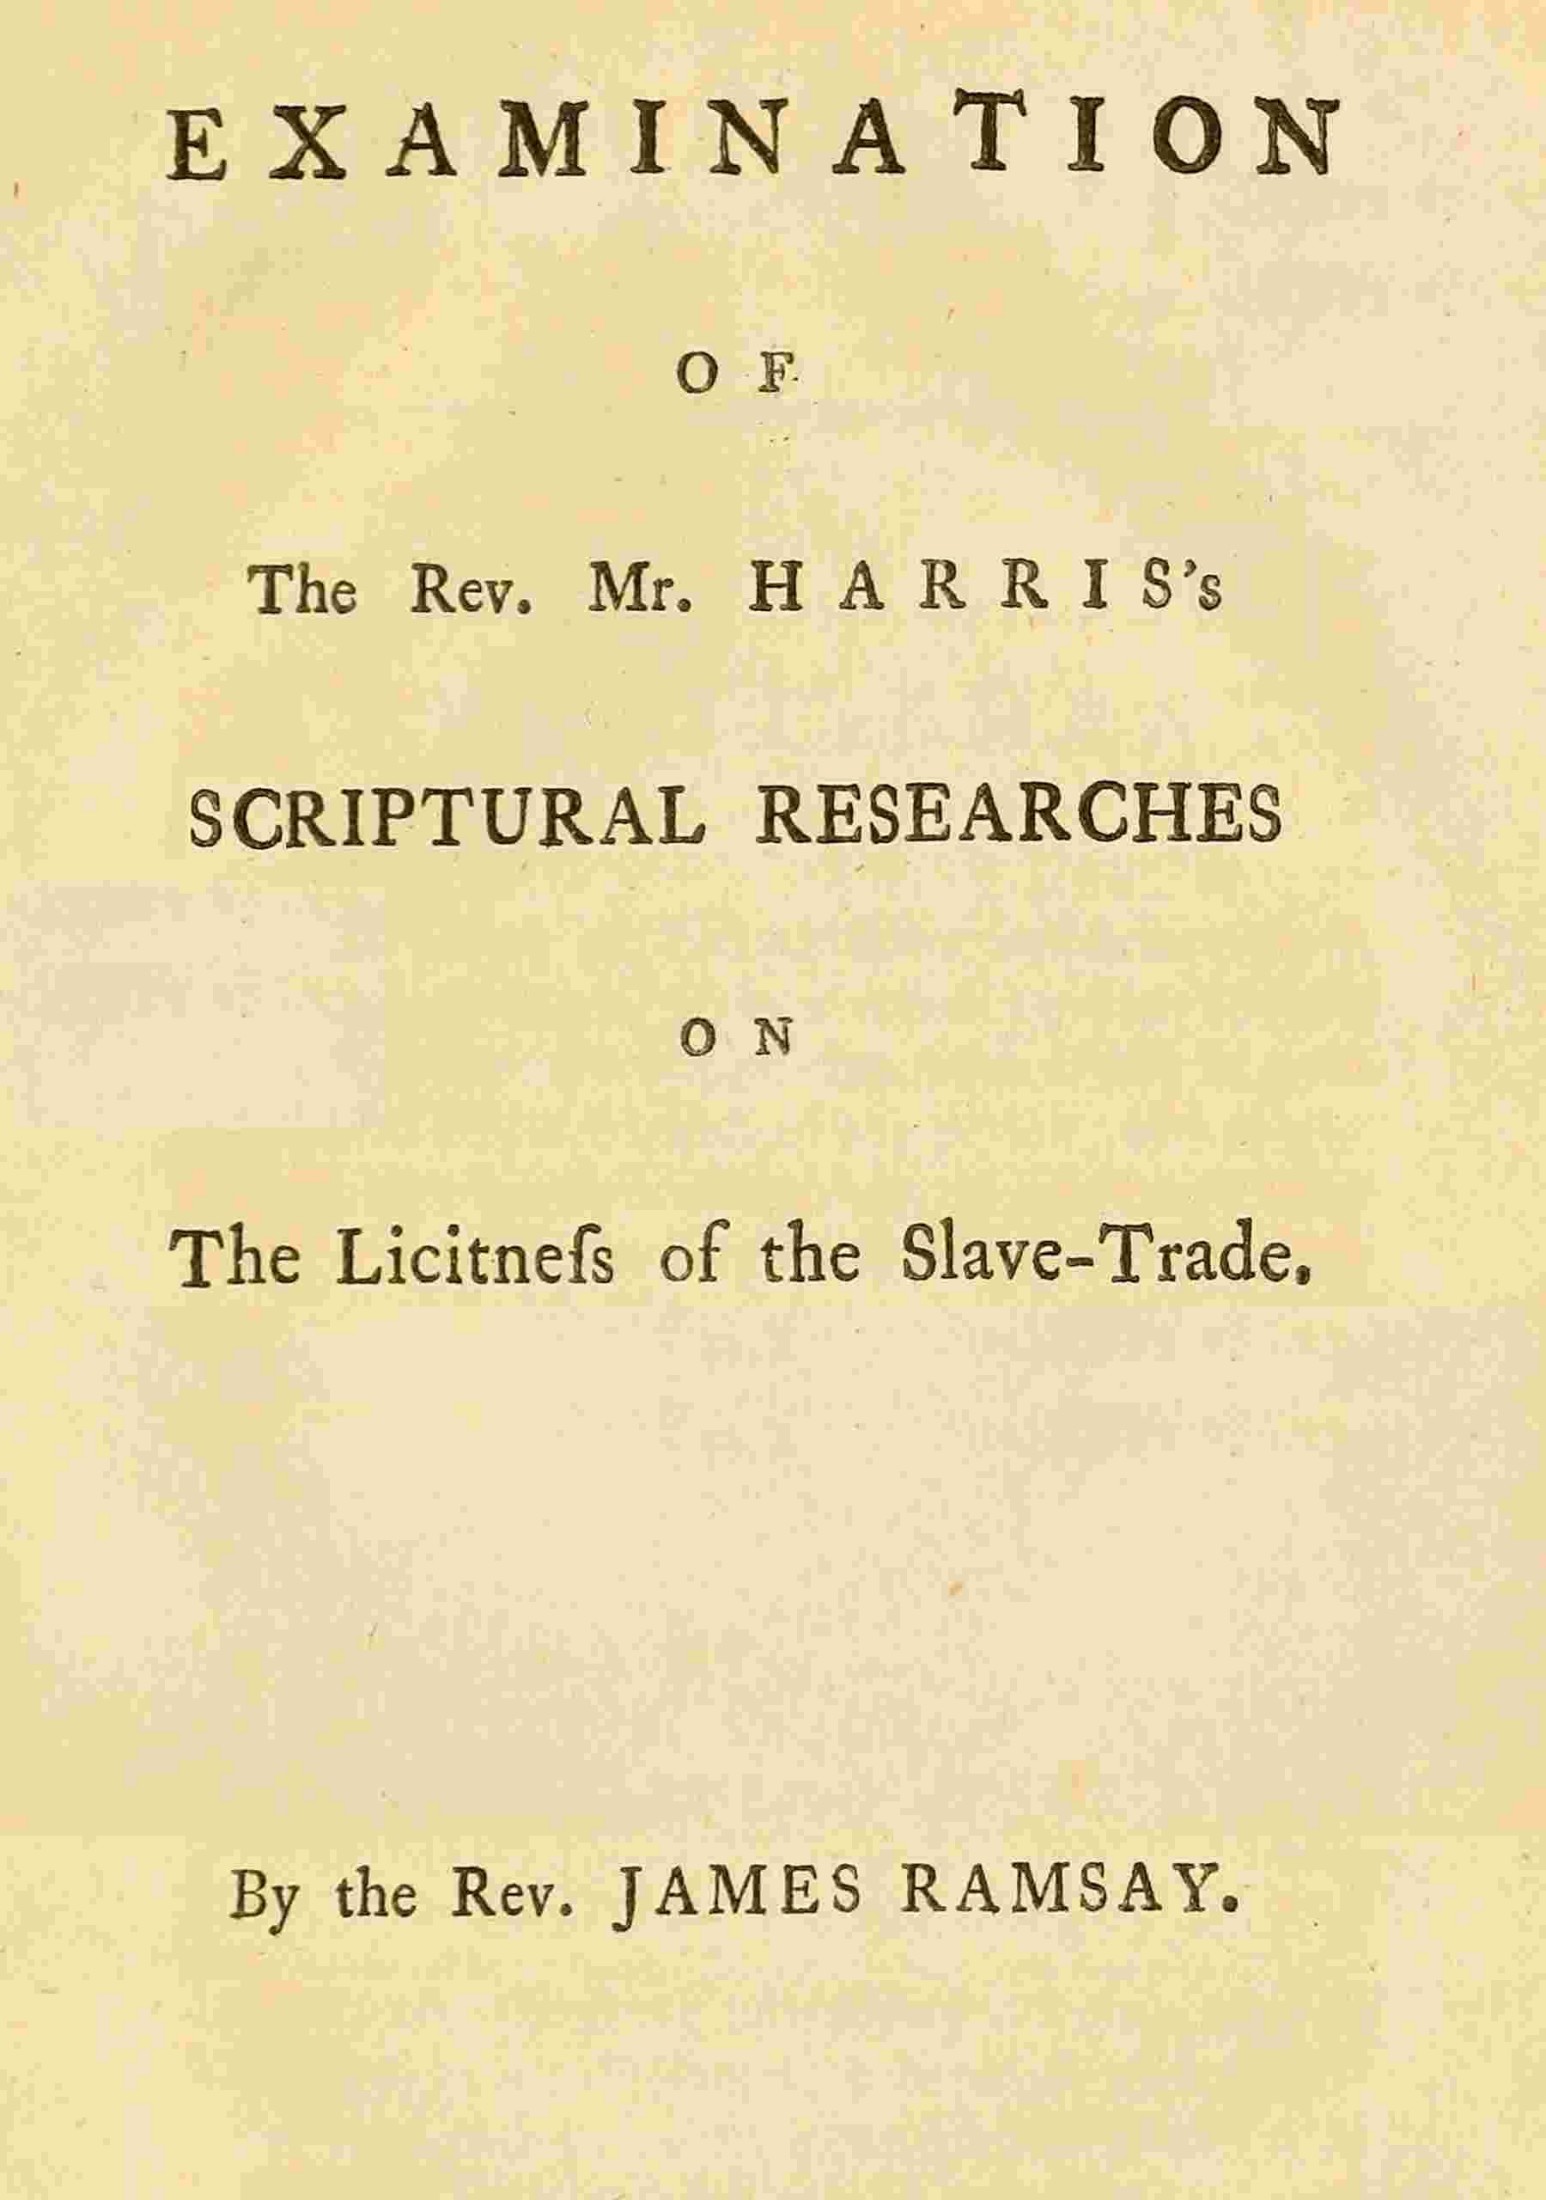 EXAMINATION
OF
The Rev. Mr. HARRIS's
SCRIPTURAL RESEARCHES
ON
The Licitneſs of the Slave-Trade.
By the Rev. JAMES RAMSAY.